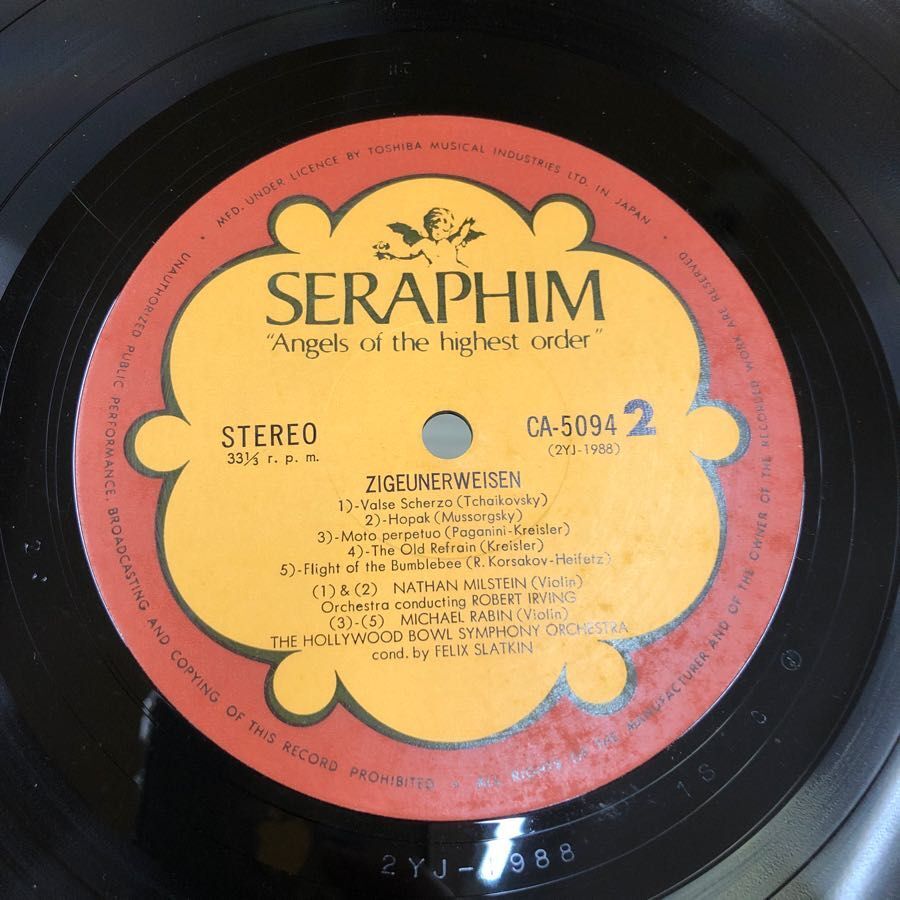 MFD. UNDER LICENCE BY TOSHIBA MUSICAL INDUSTRIES LTD. IN JAPAN
SERAPHIM
"Angels of the highest order"
STEREO
33⅓ r. p. m.
CA-5094 2
(2YJ-1988)
ZIGEUNERWEISEN
1)-Valse Scherzo (Tchaikovsky)
2)-Hopak (Mussorgsky)
3)-Moto perpetuo (Paganini-Kreisler)
4)-The Old Refrain (Kreisler)
5)-Flight of the Bumblebee (R. Korsakov-Heifetz)
(1) & (2) NATHAN MILSTEIN (Violin)
Orchestra conducting ROBERT IRVING
(3)-(5) MICHAEL RABIN (Violin)
THE HOLLYWOOD BOWL SYMPHONY ORCHESTRA
cond. by FELIX SLATKIN
UNAUTHORIZED PUBLIC PERFORMANCE, BROADCASTING AND COPYING OF THIS RECORD PROHIBITED • ALL RIGHTS OF THE MANUFACTURER AND OF THE OWNER OF THE RECORDED WORK ARE RESERVED
2YJ-1988
1S
2